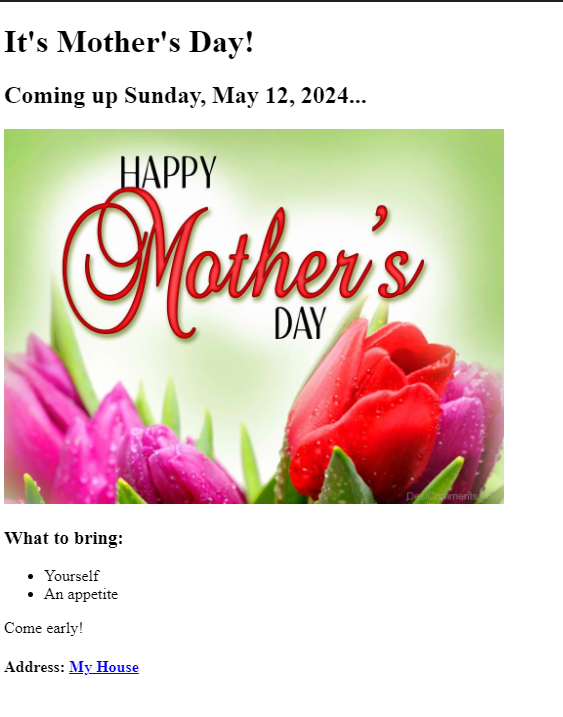 It's Mother's Day!
Coming up Sunday, May 12, 2024...
HAPPY
Mother's
DAY
DesiComments
What to bring:
Yourself
An appetite
Come early!
Address: My House